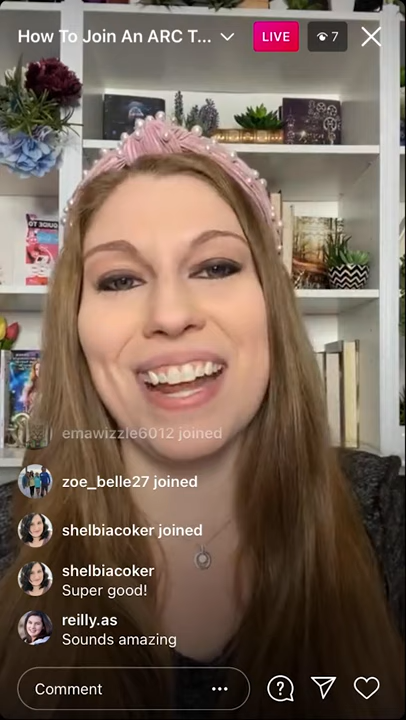 How To Join An ARC T...
LIVE
7
emawizzle6012 joined
zoe_belle27 joined
shelbiacoker joined
shelbiacoker
Super good!
reilly.as
Sounds amazing
Comment